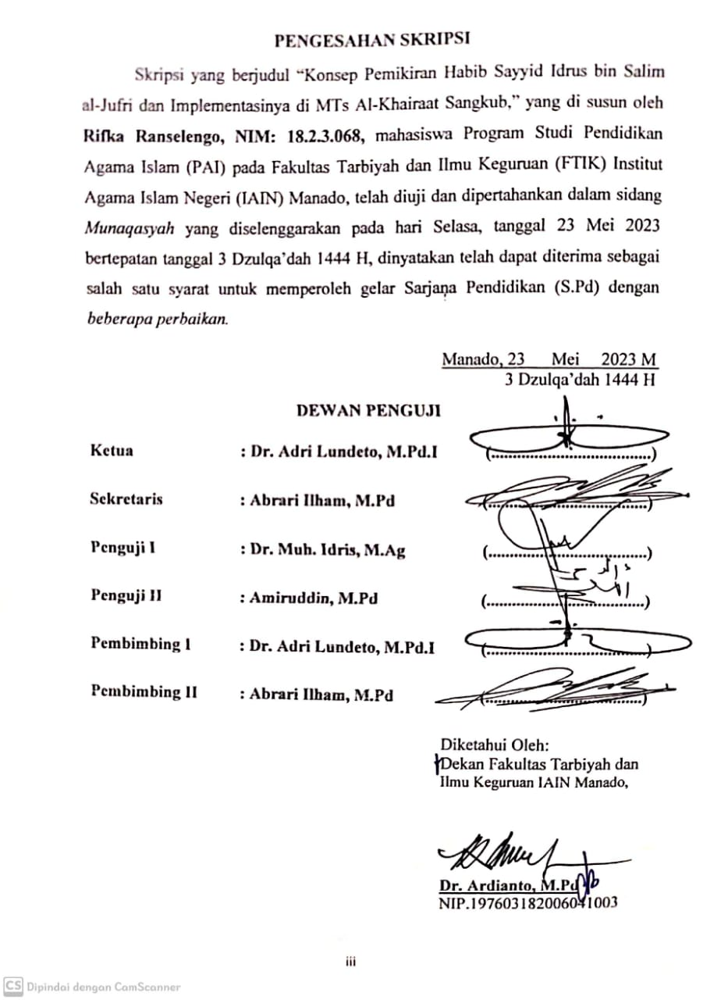 PENGESAHAN SKRIPSI
Skripsi yang berjudul “Konsep Pemikiran Habib Sayyid Idrus bin Salim
al-Jufri dan Implementasinya di MTs Al-Khairaat Sangkub,” yang di susun oleh
Rifka Ranselengo, NIM: 18.2.3.068, mahasiswa Program Studi Pendidikan
Agama Islam (PAI) pada Fakultas Tarbiyah dan Ilmu Keguruan (FTIK) Institut
Agama Islam Negeri (IAIN) Manado, telah diuji dan dipertahankan dalam sidang
Munaqasyah yang diselenggarakan pada hari Selasa, tanggal 23 Mei 2023
bertepatan tanggal 3 Dzulqa’dah 1444 H, dinyatakan telah dapat diterima sebagai
salah satu syarat untuk memperoleh gelar Sarjana Pendidikan (S.Pd) dengan
beberapa perbaikan.
Manado, 23 Mei 2023 M
3 Dzulqa’dah 1444 H
DEWAN PENGUJI
Ketua : Dr. Adri Lundeto, M.Pd.I (....................................)
Sekretaris : Abrari Ilham, M.Pd (....................................)
Penguji I : Dr. Muh. Idris, M.Ag (....................................)
Penguji II : Amiruddin, M.Pd (....................................)
Pembimbing I : Dr. Adri Lundeto, M.Pd.I (....................................)
Pembimbing II : Abrari Ilham, M.Pd (....................................)
Diketahui Oleh:
Dekan Fakultas Tarbiyah dan
Ilmu Keguruan IAIN Manado,
Dr. Ardianto, M.Pd
NIP.197603182006041003
iii
CS Dipindai dengan CamScanner